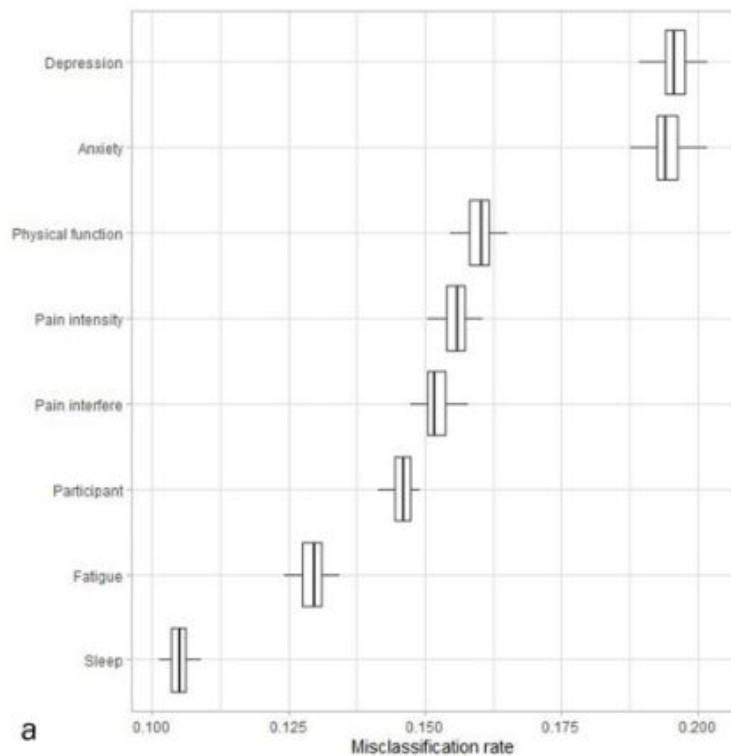 Depression
Anxiety
Physical function
Pain intensity
Pain interfere
Participant
Fatigue
Sleep
a
0.100 0.125 0.150 0.175 0.200
Misclassification rate